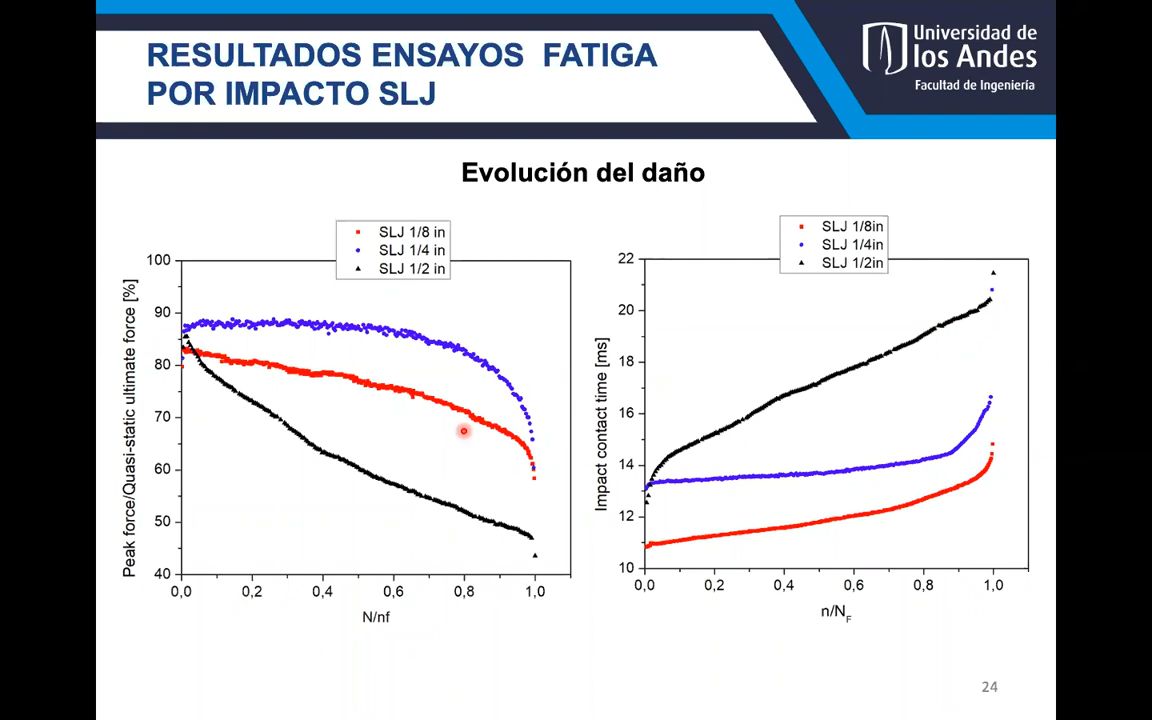 RESULTADOS ENSAYOS FATIGA
POR IMPACTO SLJ
Universidad de
los Andes
Facultad de Ingeniería
Evolución del daño
SLJ 1/8 in
SLJ 1/4 in
SLJ 1/2 in
Peak force/Quasi-static ultimate force [%]
100
90
80
70
60
50
40
0,0 0,2 0,4 0,6 0,8 1,0
N/nf
SLJ 1/8in
SLJ 1/4in
SLJ 1/2in
Impact contact time [ms]
22
20
18
16
14
12
10
0,0 0,2 0,4 0,6 0,8 1,0
n/N_F
24